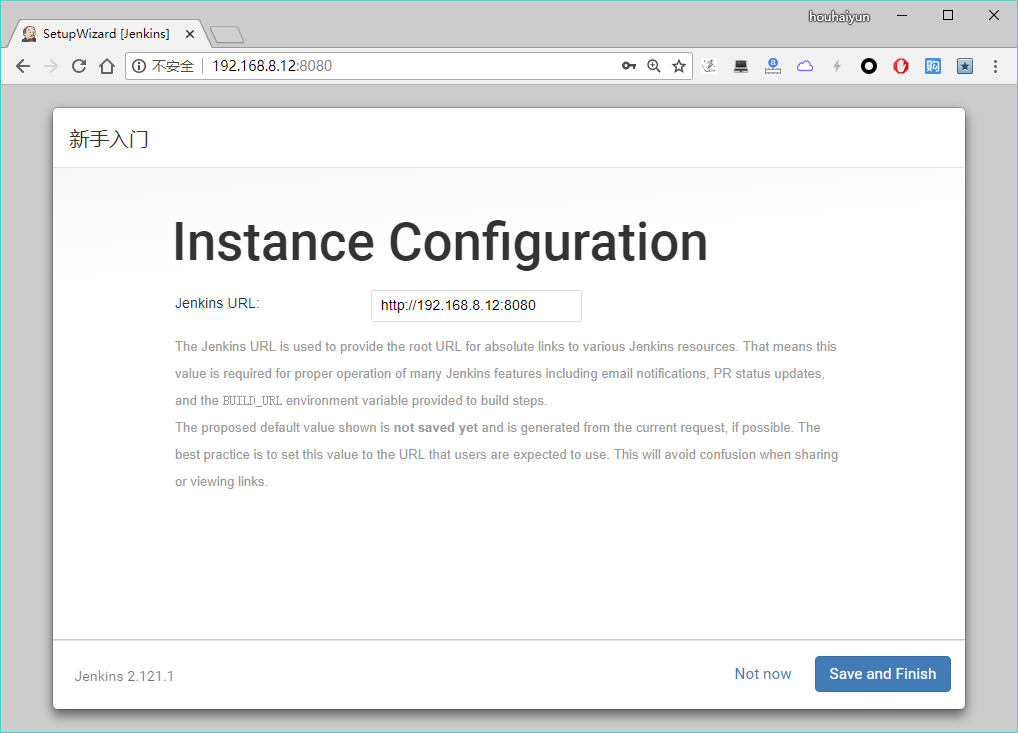 houhaiyun
SetupWizard [Jenkins]
不安全
192.168.8.12:8080
新手入门
Instance Configuration
Jenkins URL:
http://192.168.8.12:8080
The Jenkins URL is used to provide the root URL for absolute links to various Jenkins resources. That means this
value is required for proper operation of many Jenkins features including email notifications, PR status updates,
and the BUILD_URL environment variable provided to build steps.
The proposed default value shown is not saved yet and is generated from the current request, if possible. The
best practice is to set this value to the URL that users are expected to use. This will avoid confusion when sharing
or viewing links.
Jenkins 2.121.1
Not now
Save and Finish